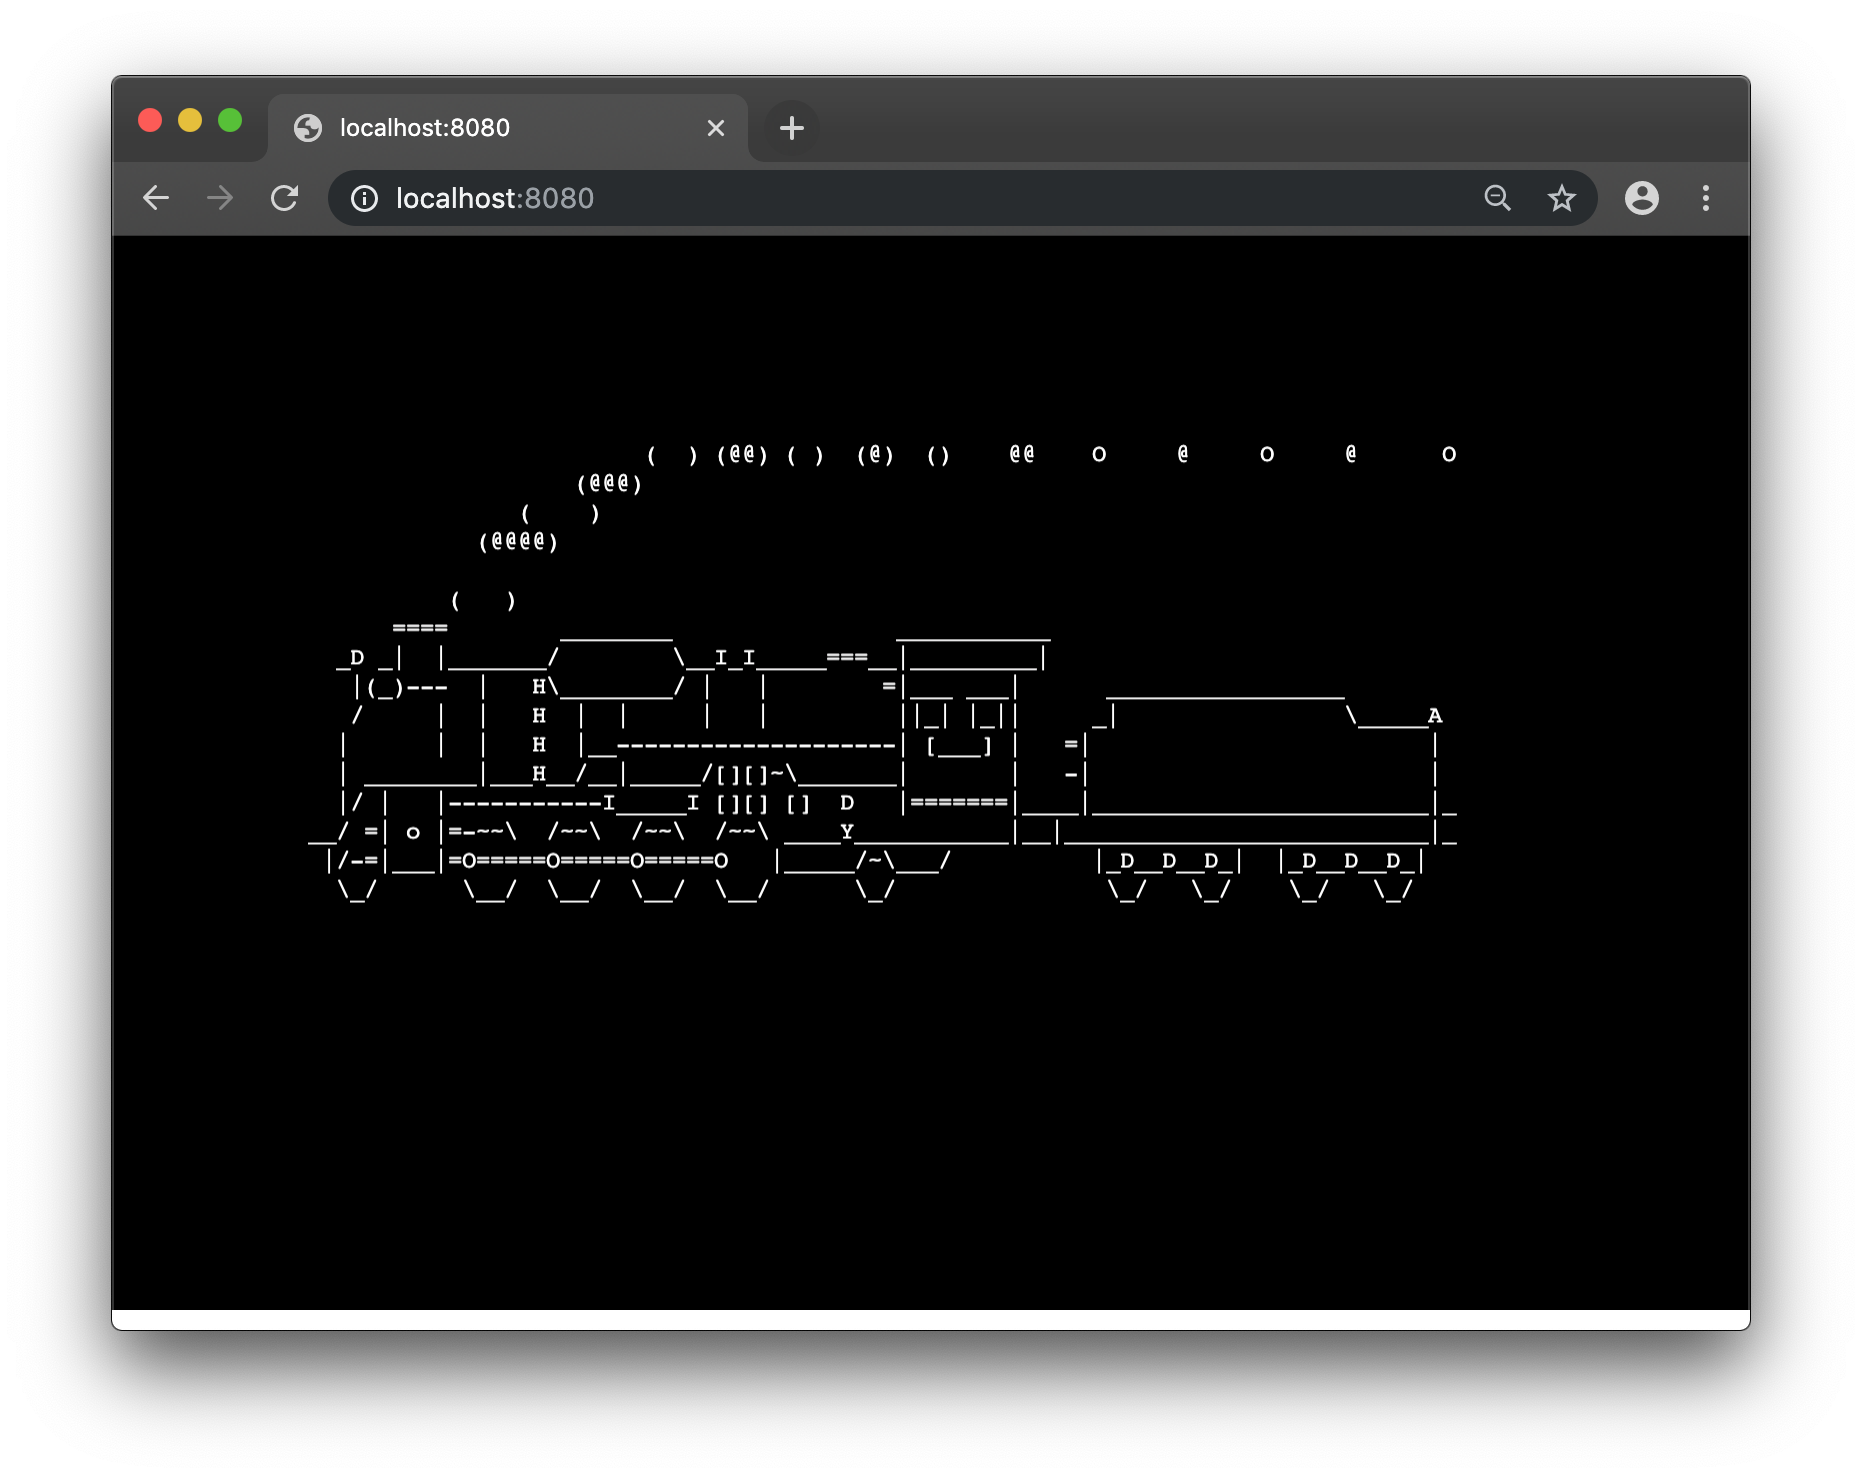 localhost:8080
localhost:8080
                        (  ) (@@) ( )  (@)  ()    @@    O     @     O     @      O
                   (@@@)
               (    )
            (@@@@)
          (   )
      ====        ________                ___________
  _D _|  |_______/        \__I_I_____===__|_________|
   |(_)---  |   H\________/ |   |        =|___ ___|      _________________
   /     |  |   H  |  |     |   |         ||_| |_||     _|                \_____A
  |      |  |   H  |__--------------------| [___] |   =|                        |
  | ________|___H__/__|_____/[][]~\_______|       |   -|                        |
  |/ |   |-----------I_____I [][] []  D   |=======|____|________________________|_
__/ =| o |=-~~\  /~~\  /~~\  /~~\ ____Y___________|__|__________________________|_
 |/-=|___|=O=====O=====O=====O   |_____/~\___/          |_D__D__D_|  |_D__D__D_|
  \_/      \__/  \__/  \__/  \__/      \_/               \_/   \_/    \_/   \_/